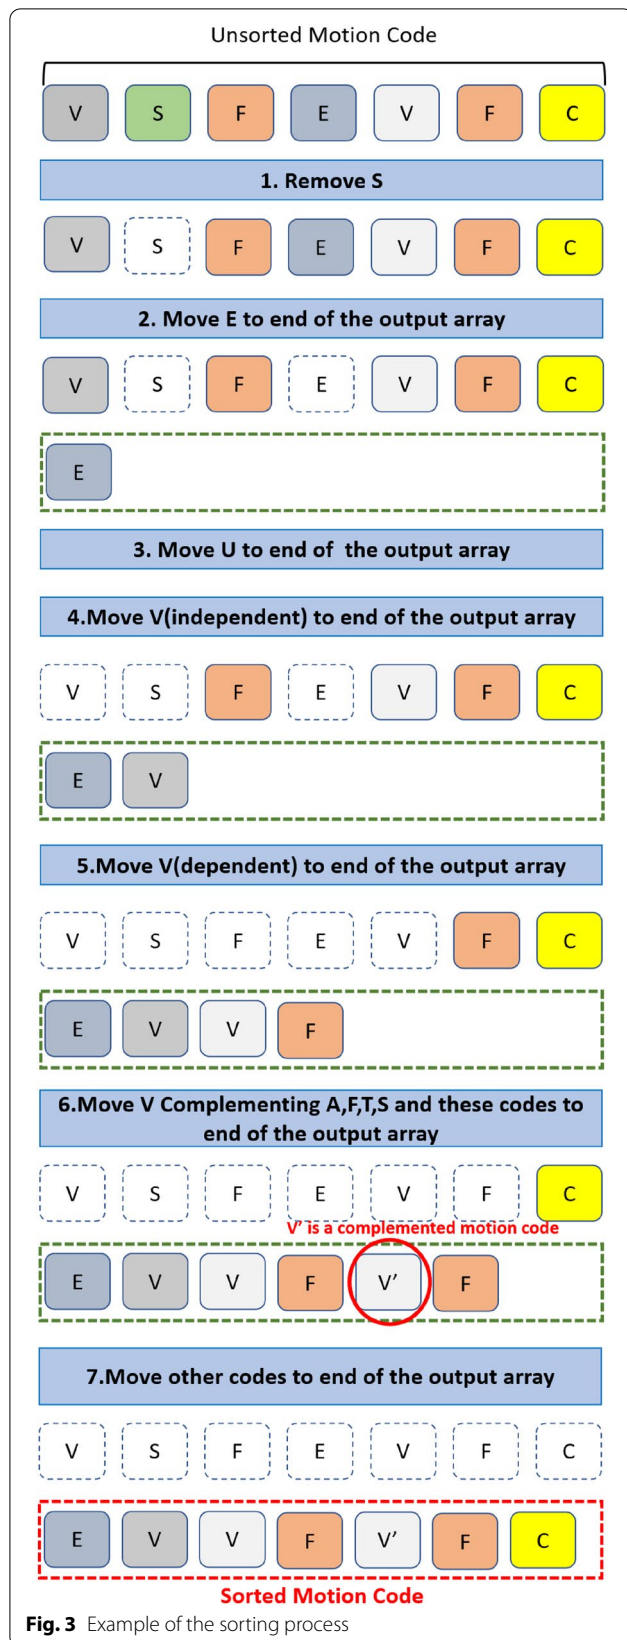 Unsorted Motion Code
V S F E V F C
1. Remove S
V S F E V F C
2. Move E to end of the output array
V S F E V F C
E
3. Move U to end of the output array
4.Move V(independent) to end of the output array
V S F E V F C
E V
5.Move V(dependent) to end of the output array
V S F E V F C
E V V F
6.Move V Complementing A,F,T,S and these codes to
end of the output array
V S F E V F C
V’ is a complemented motion code
E V V F V’ F
7.Move other codes to end of the output array
V S F E V F C
E V V F V’ F C
Sorted Motion Code
Fig. 3 Example of the sorting process